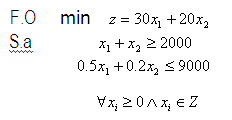 F.O min z = 30x₁ + 20x₂
S.a x₁ + x₂ ≥ 2000
0.5x₁ + 0.2x₂ ≤ 9000
∀xᵢ ≥ 0 ∧ xᵢ ∈ Z